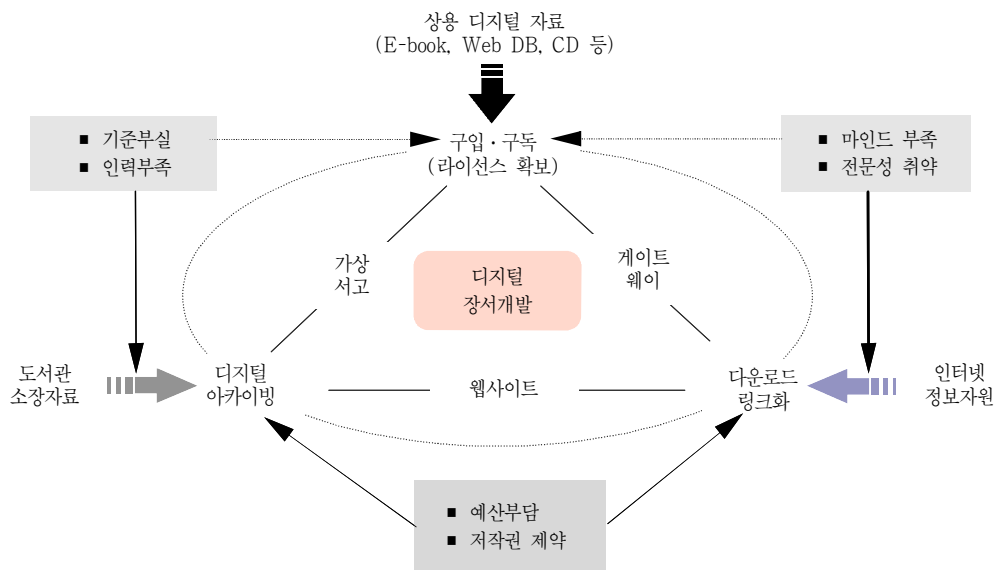 상용 디지털 자료
(E-book, Web DB, CD 등)
■ 기준부실
■ 인력부족
구입·구독
(라이선스 확보)
■ 마인드 부족
■ 전문성 취약
가상
서고
디지털
장서개발
게이트
웨이
도서관
소장자료
디지털
아카이빙
웹사이트
다운로드
링크화
인터넷
정보자원
■ 예산부담
■ 저작권 제약